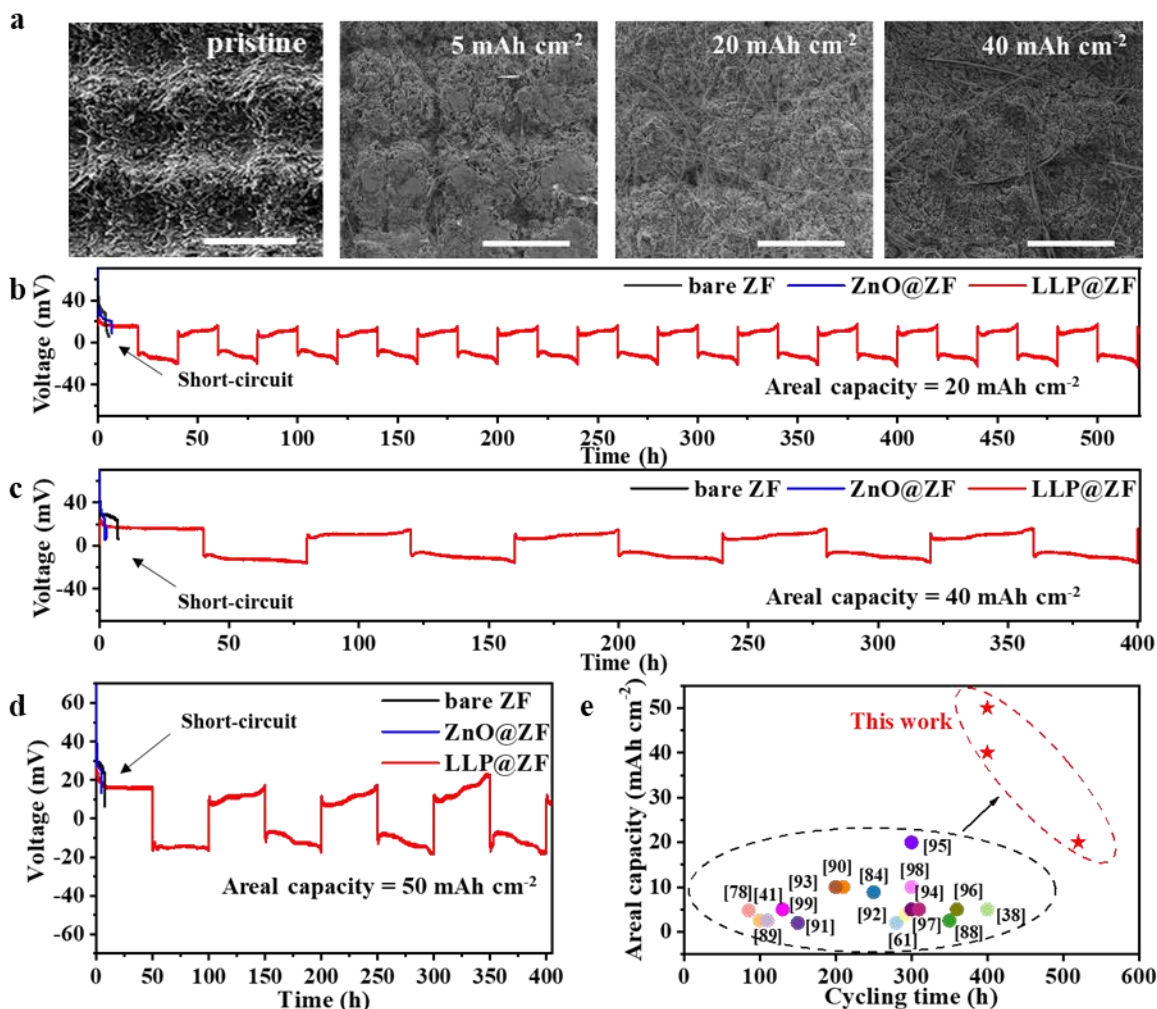 a
pristine
5 mAh cm-2
20 mAh cm-2
40 mAh cm-2
b
Voltage (mV)
40
0
-40
bare ZF
ZnO@ZF
LLP@ZF
Short-circuit
Areal capacity = 20 mAh cm-2
0 50 100 150 200 250 300 350 400 450 500
Time (h)
c
Voltage (mV)
40
0
-40
bare ZF
ZnO@ZF
LLP@ZF
Short-circuit
Areal capacity = 40 mAh cm-2
0 50 100 150 200 250 300 350 400
Time (h)
d
Voltage (mV)
60
40
20
0
-20
-40
-60
Short-circuit
bare ZF
ZnO@ZF
LLP@ZF
Areal capacity = 50 mAh cm-2
0 50 100 150 200 250 300 350 400
Time (h)
e
Areal capacity (mAh cm-2)
50
40
30
20
10
0
This work
[95]
[90]
[93]
[84]
[98]
[78]
[41]
[99]
[94]
[96]
[89]
[91]
[92]
[61]
[97]
[88]
[38]
0 100 200 300 400 500 600
Cycling time (h)